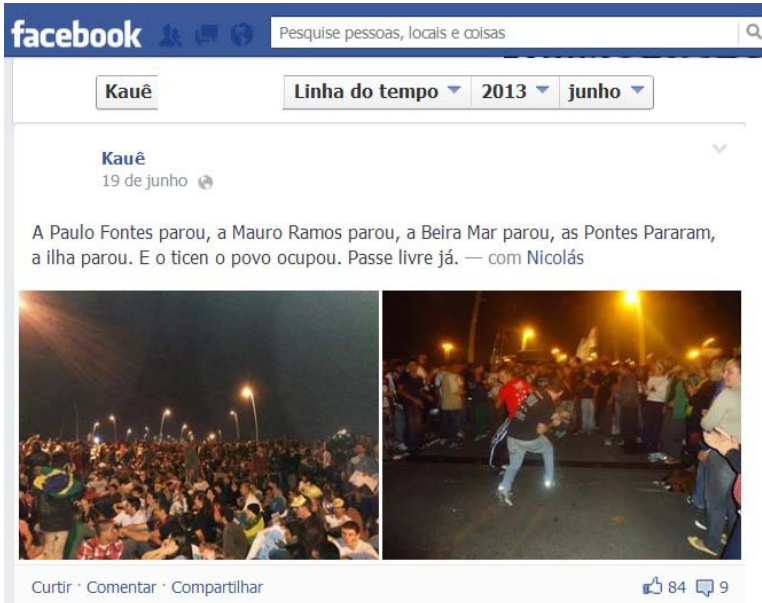 facebook
Pesquise pessoas, locais e coisas
Kauê
Linha do tempo 2013 junho
Kauê
19 de junho
A Paulo Fontes parou, a Mauro Ramos parou, a Beira Mar parou, as Pontes Pararam,
a ilha parou. E o ticen o povo ocupou. Passe livre já. — com Nicolás
Curtir · Comentar · Compartilhar
84 9